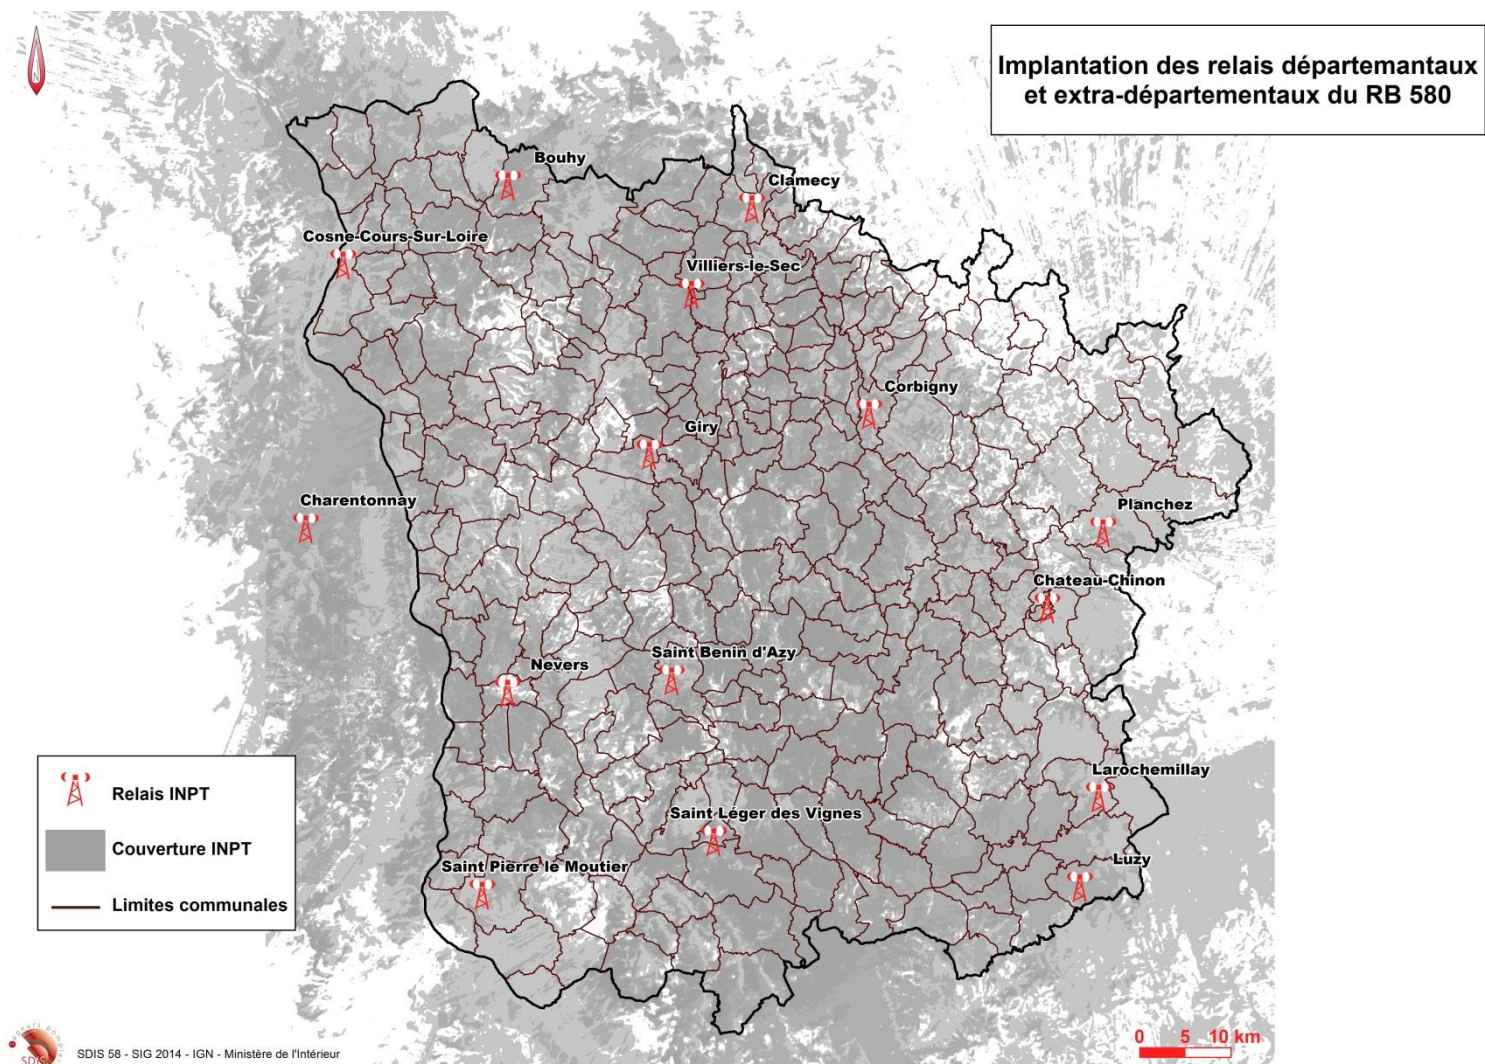 Implantation des relais départemantaux
et extra-départementaux du RB 580
N
Bouhy
Clamecy
Cosne-Cours-Sur-Loire
Villiers-le-Sec
Corbigny
Giry
Charentonnay
Planchez
Chateau-Chinon
Saint Benin d'Azy
Nevers
Larochemillay
Saint Léger des Vignes
Luzy
Saint Pierre le Moutier
Relais INPT
Couverture INPT
Limites communales
0 5 10 km
SDIS 58 - SIG 2014 - IGN - Ministère de l'Intérieur